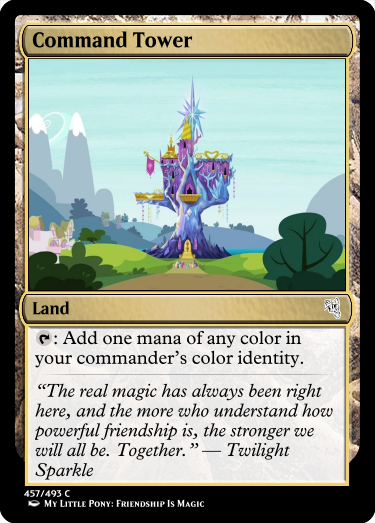 Command Tower
Land
: Add one mana of any color in
your commander's color identity.
“The real magic has always been right
here, and the more who understand how
powerful friendship is, the stronger we
will all be. Together.” — Twilight
Sparkle
457/493 C
My Little Pony: Friendship Is Magic